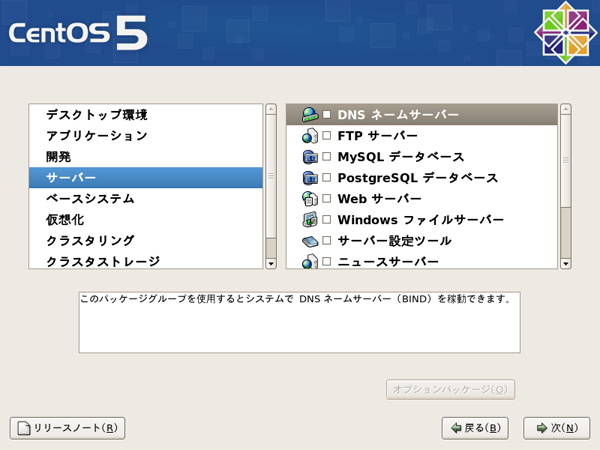 CentOS 5
デスクトップ環境
アプリケーション
開発
サーバー
ベースシステム
仮想化
クラスタリング
クラスタストレージ
DNS ネームサーバー
FTP サーバー
MySQL データベース
PostgreSQL データベース
Web サーバー
Windows ファイルサーバー
サーバー設定ツール
ニュースサーバー
このパッケージグループを使用するとシステムで DNS ネームサーバー（BIND）を稼動できます。
オプションパッケージ(O)
リリースノート(R)
戻る(B)
次(N)